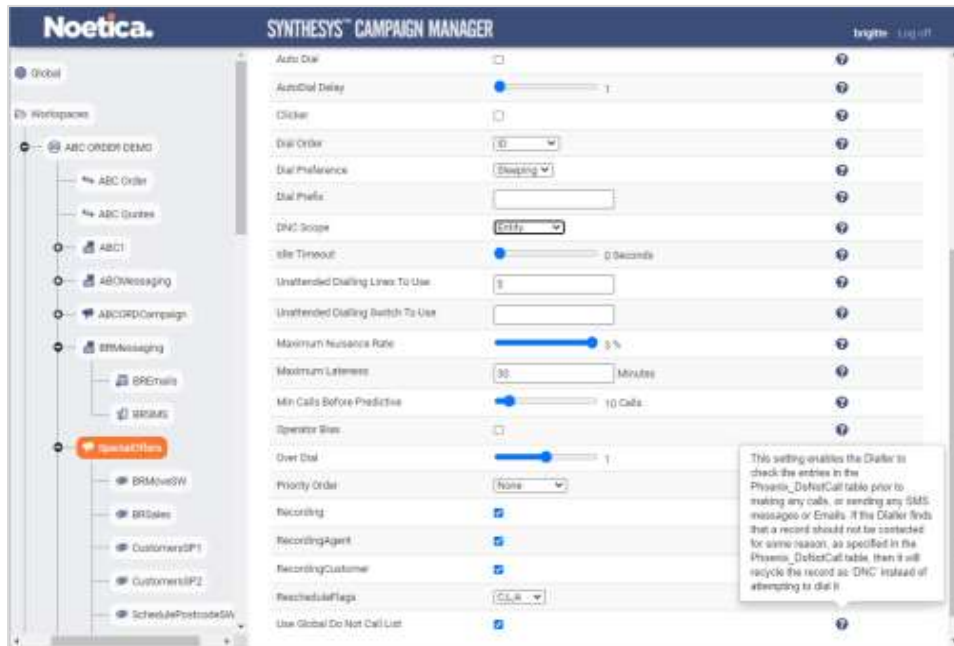 Noetica.
SYNTHESYS™ CAMPAIGN MANAGER
brigitte Log off
Global
Workspaces
ABC ORDER DEMO
ABC Order
ABC Quotes
ABC1
ABCMessaging
ABCORDCampaign
BRMessaging
BREmails
BRSMS
SpecialOffers
BRMoveSW
BRSales
CustomersSP1
CustomersSP2
SchedulePostcodeSW
Auto Dial
AutoDial Delay 1
Clicker
Dial Order ID
Dial Preference Sleeping
Dial Prefix
DNC Scope Entity
Idle Timeout 0 Seconds
Unattended Dialling Lines To Use
Unattended Dialling Switch To Use
Maximum Nuisance Rate 3 %
Maximum Lateness 30 Minutes
Min Calls Before Predictive 10 Calls
Operator Bias
Over Dial 1
Priority Order None
Recording
RecordingAgent
RecordingCustomer
RescheduleFlags C,L,A
Use Global Do Not Call List
This setting enables the Dialler to
check the entries in the
Phoenix_DoNotCall table prior to
making any calls, or sending any SMS
messages or Emails. If the Dialler finds
that a record should not be contacted
for some reason, as specified in the
Phoenix_DoNotCall table, then it will
recycle the record as 'DNC' instead of
attempting to dial it